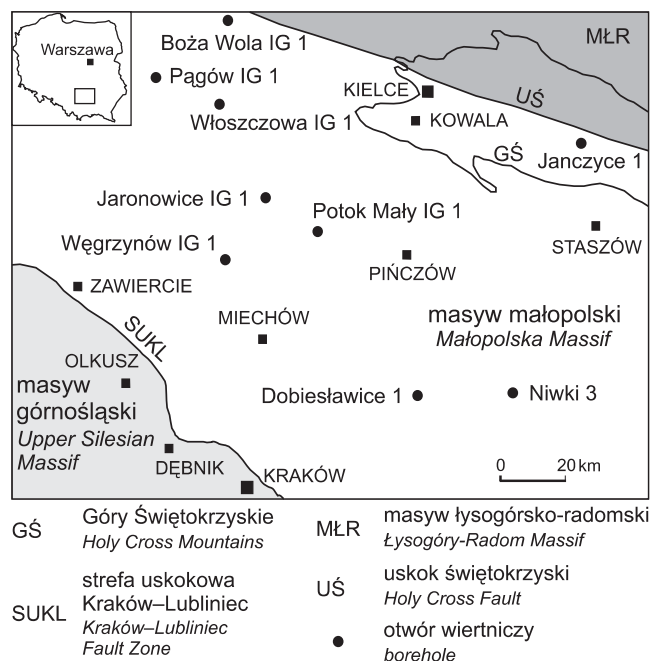 Warszawa
Boża Wola IG 1
MŁR
Pągów IG 1
KIELCE
UŚ
Włoszczowa IG 1
KOWALA
GŚ
Janczyce 1
Jaronowice IG 1
Potok Mały IG 1
Węgrzynów IG 1
STASZÓW
PIŃCZÓW
ZAWIERCIE
MIECHÓW
masyw małopolski
Małopolska Massif
SUKL
OLKUSZ
masyw
górnośląski
Upper Silesian
Massif
Dobiesławice 1
Niwki 3
DĘBNIK
KRAKÓW
0 20 km
GŚ
Góry Świętokrzyskie
Holy Cross Mountains
SUKL
strefa uskokowa
Kraków–Lubliniec
Kraków–Lubliniec
Fault Zone
MŁR
masyw łysogórsko-radomski
Łysogóry-Radom Massif
UŚ
uskok świętokrzyski
Holy Cross Fault
otwór wiertniczy
borehole